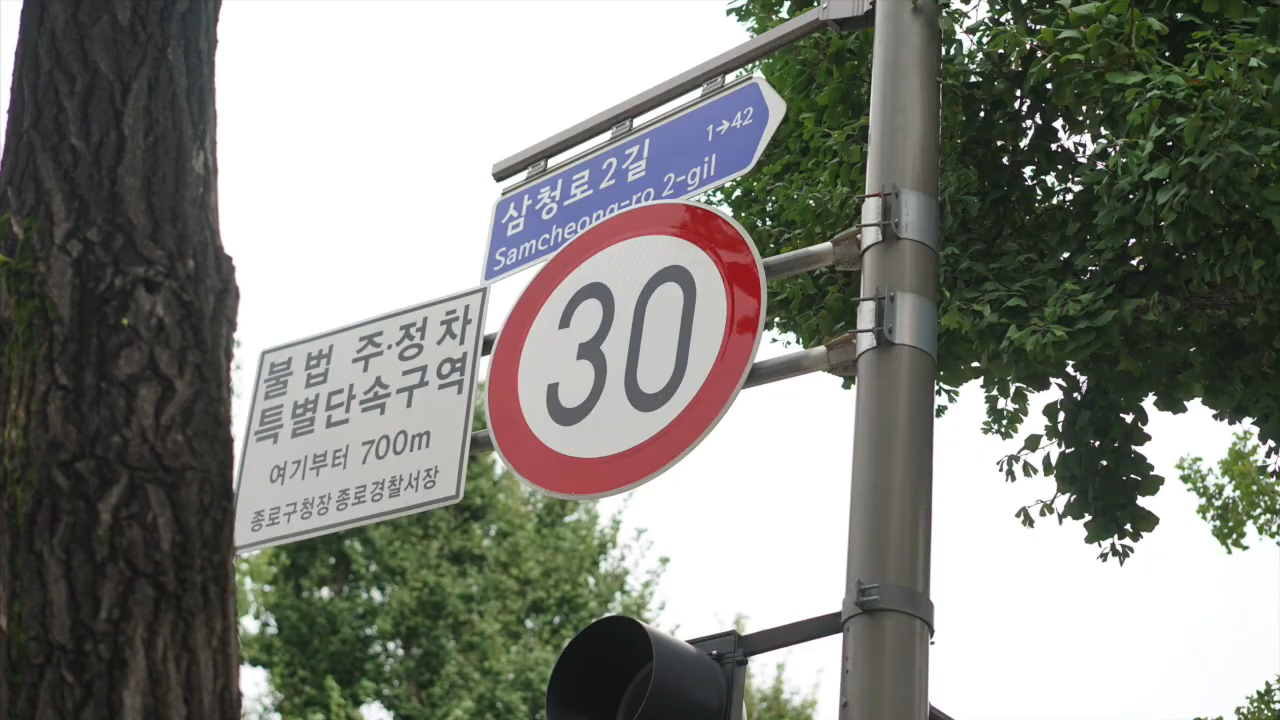 1→42
삼청로 2길
Samcheong-ro 2-gil
30
불법 주·정차
특별단속구역
여기부터 700m
종로구청장 종로경찰서장